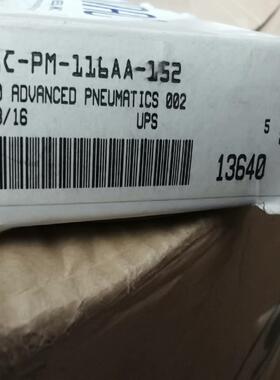 C-PM-116AA-152
ADVANCED PNEUMATICS 002
/16 UPS
5
13640